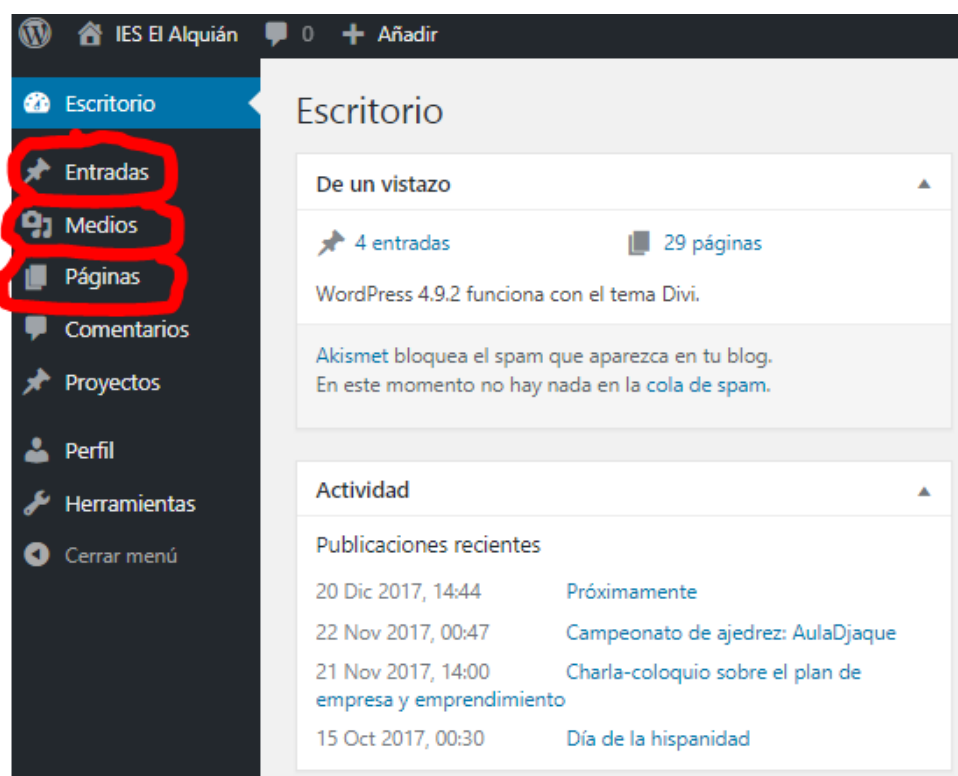 IES El Alquián 0 + Añadir
Escritorio
Entradas
Medios
Páginas
Comentarios
Proyectos
Perfil
Herramientas
Cerrar menú
Escritorio
De un vistazo
4 entradas 29 páginas
WordPress 4.9.2 funciona con el tema Divi.
Akismet bloquea el spam que aparezca en tu blog.
En este momento no hay nada en la cola de spam.
Actividad
Publicaciones recientes
20 Dic 2017, 14:44 Próximamente
22 Nov 2017, 00:47 Campeonato de ajedrez: AulaDjaque
21 Nov 2017, 14:00 Charla-coloquio sobre el plan de
empresa y emprendimiento
15 Oct 2017, 00:30 Día de la hispanidad